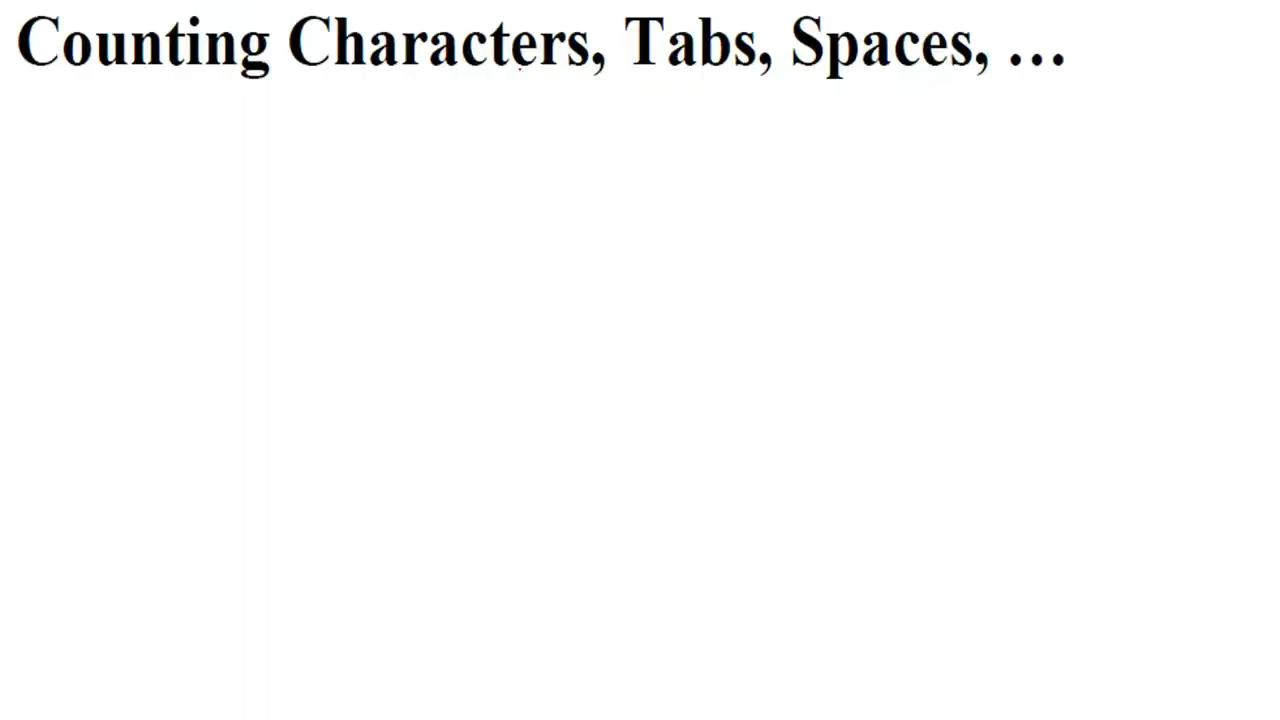 Counting Characters, Tabs, Spaces, …